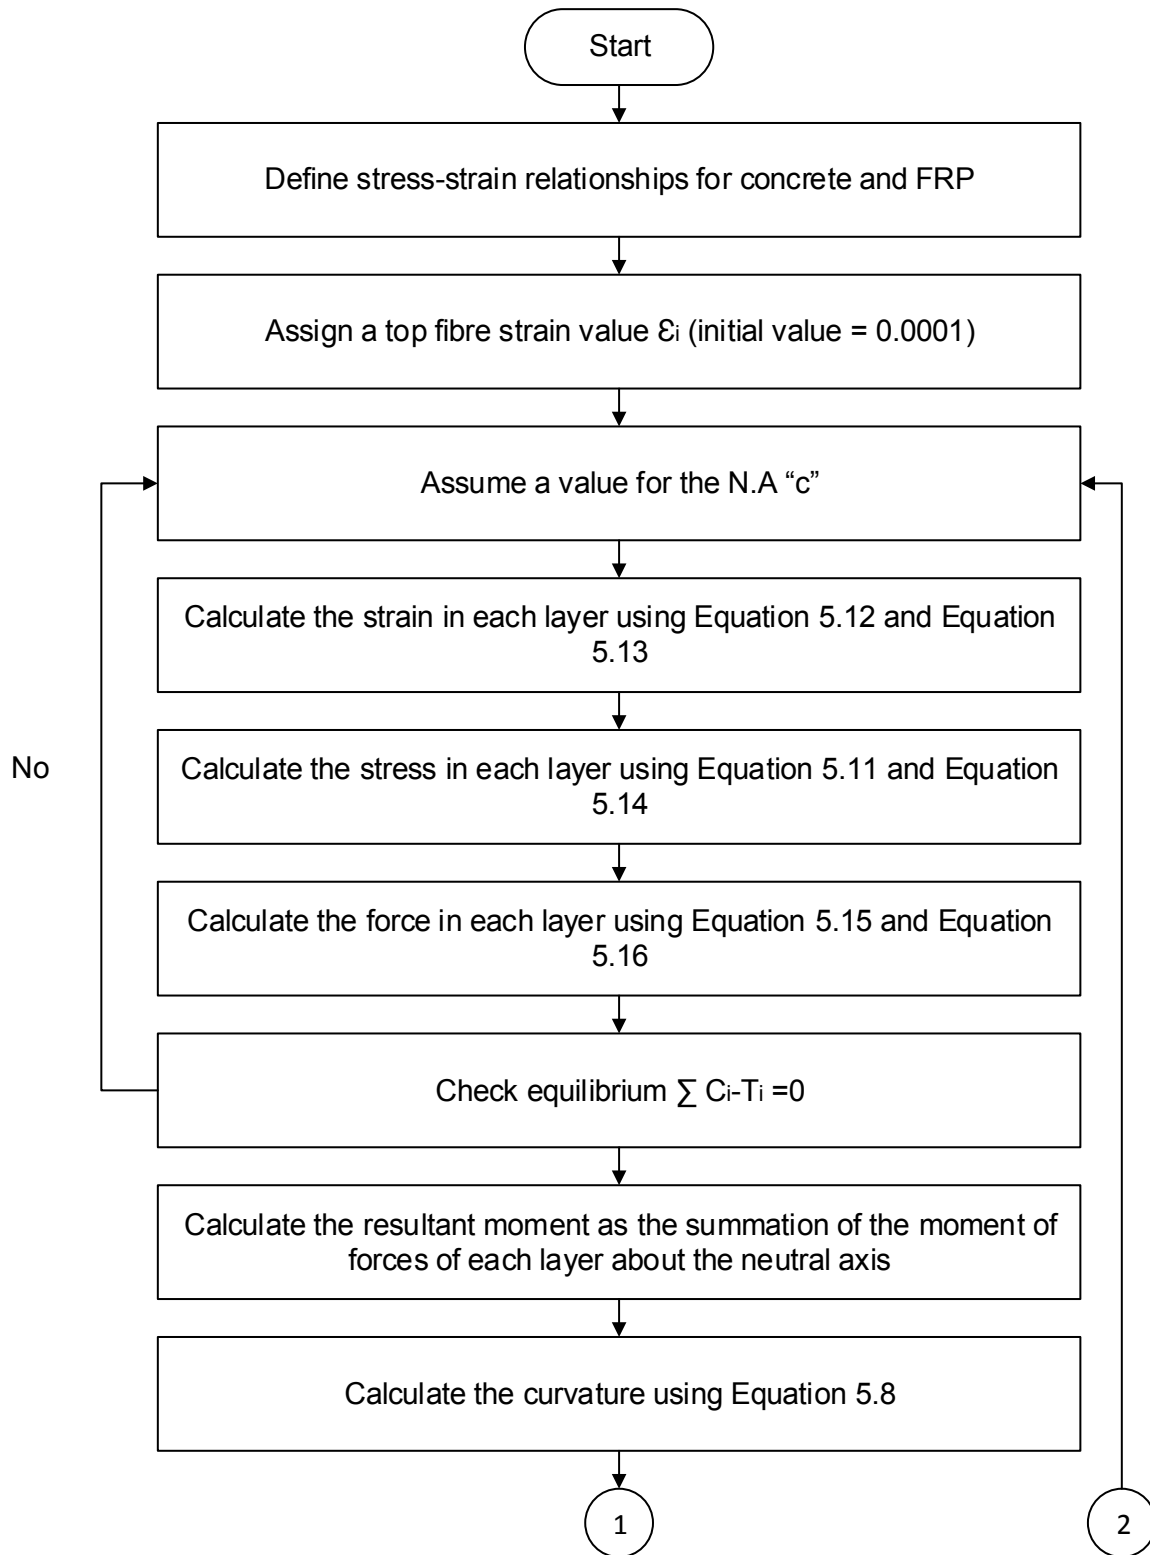 Start
Define stress-strain relationships for concrete and FRP
Assign a top fibre strain value Ɛi (initial value = 0.0001)
Assume a value for the N.A “c”
Calculate the strain in each layer using Equation 5.12 and Equation
5.13
No
Calculate the stress in each layer using Equation 5.11 and Equation
5.14
Calculate the force in each layer using Equation 5.15 and Equation
5.16
Check equilibrium ∑ Ci-Ti =0
Calculate the resultant moment as the summation of the moment of
forces of each layer about the neutral axis
Calculate the curvature using Equation 5.8
1
2